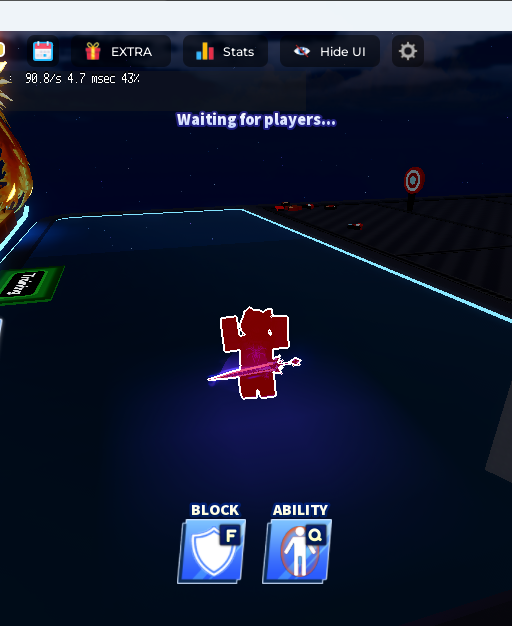 EXTRA
Stats
Hide UI
90.8/s 4.7 msec 43%
Waiting for players...
BLOCK
ABILITY
F
Q